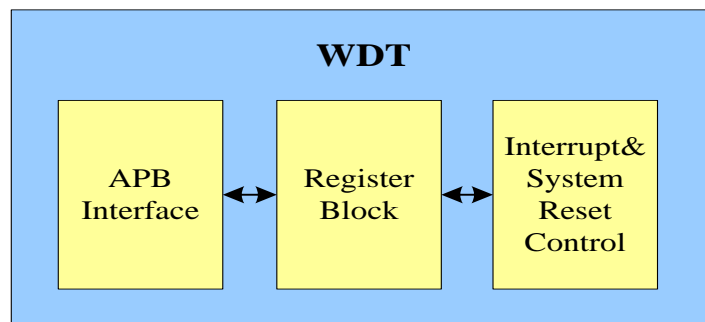 WDT
APB
Interface
Register
Block
Interrupt&
System
Reset
Control